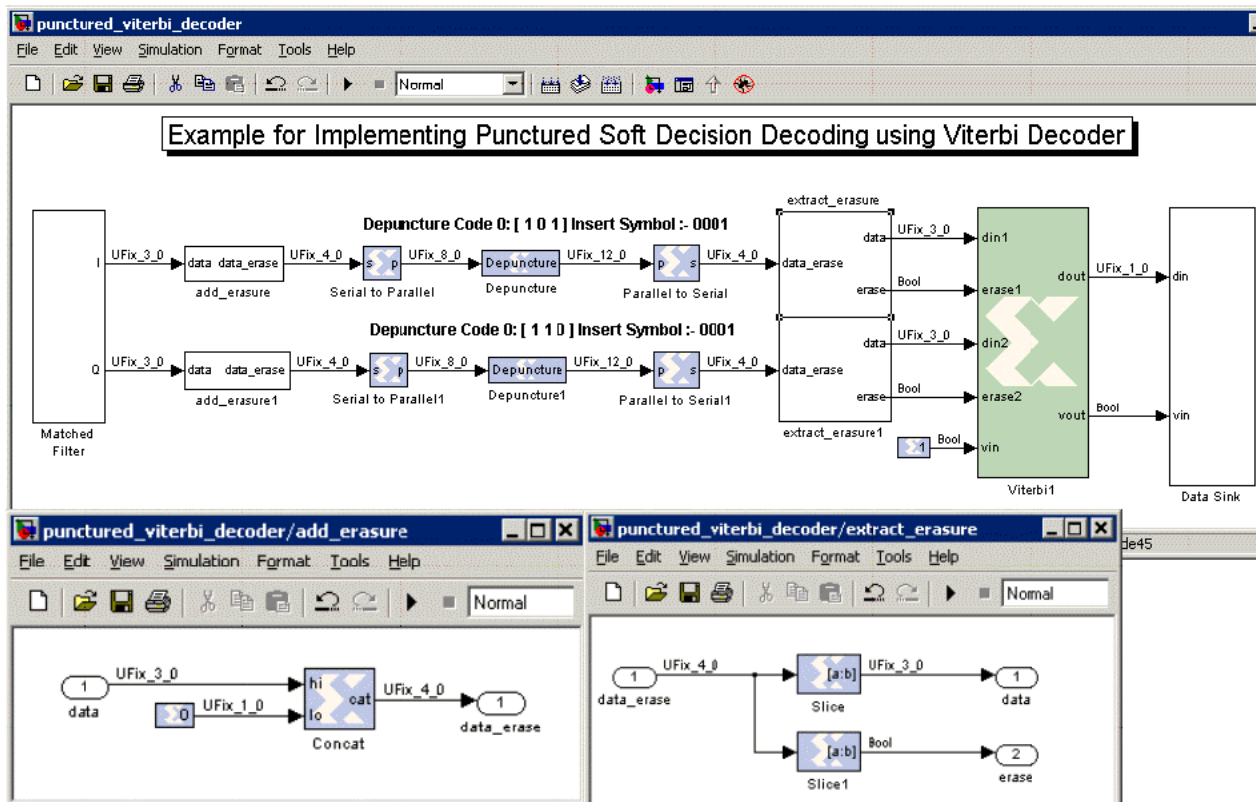 punctured_viterbi_decoder
File Edit View Simulation Format Tools Help
Normal
Example for Implementing Punctured Soft Decision Decoding using Viterbi Decoder
Depuncture Code 0: [ 1 0 1 ] Insert Symbol :- 0001
extract_erasure
I UFix_3_0 data data_erase UFix_4_0 s p UFix_8_0 Depuncture UFix_12_0 p s UFix_4_0 data_erase data UFix_3_0 din1
add_erasure Serial to Parallel Depuncture Parallel to Serial
erase Bool erase1
dout UFix_1_0 din
Depuncture Code 0: [ 1 1 0 ] Insert Symbol :- 0001
data UFix_3_0 din2
Q UFix_3_0 data data_erase UFix_4_0 s p UFix_8_0 Depuncture UFix_12_0 p s UFix_4_0 data_erase
add_erasure1 Serial to Parallel1 Depuncture1 Parallel to Serial1
erase Bool erase2
vout Bool vin
extract_erasure1
1 Bool vin
Matched
Filter
Viterbi1
Data Sink
punctured_viterbi_decoder/add_erasure
File Edit View Simulation Format Tools Help
Normal
1 UFix_3_0 hi
data
0 UFix_1_0 lo
cat UFix_4_0 1
data_erase
Concat
punctured_viterbi_decoder/extract_erasure
File Edit View Simulation Format Tools Help
Normal
1 UFix_4_0 [a:b] UFix_3_0 1
data_erase Slice data
[a:b] Bool 2
Slice1 erase
de45